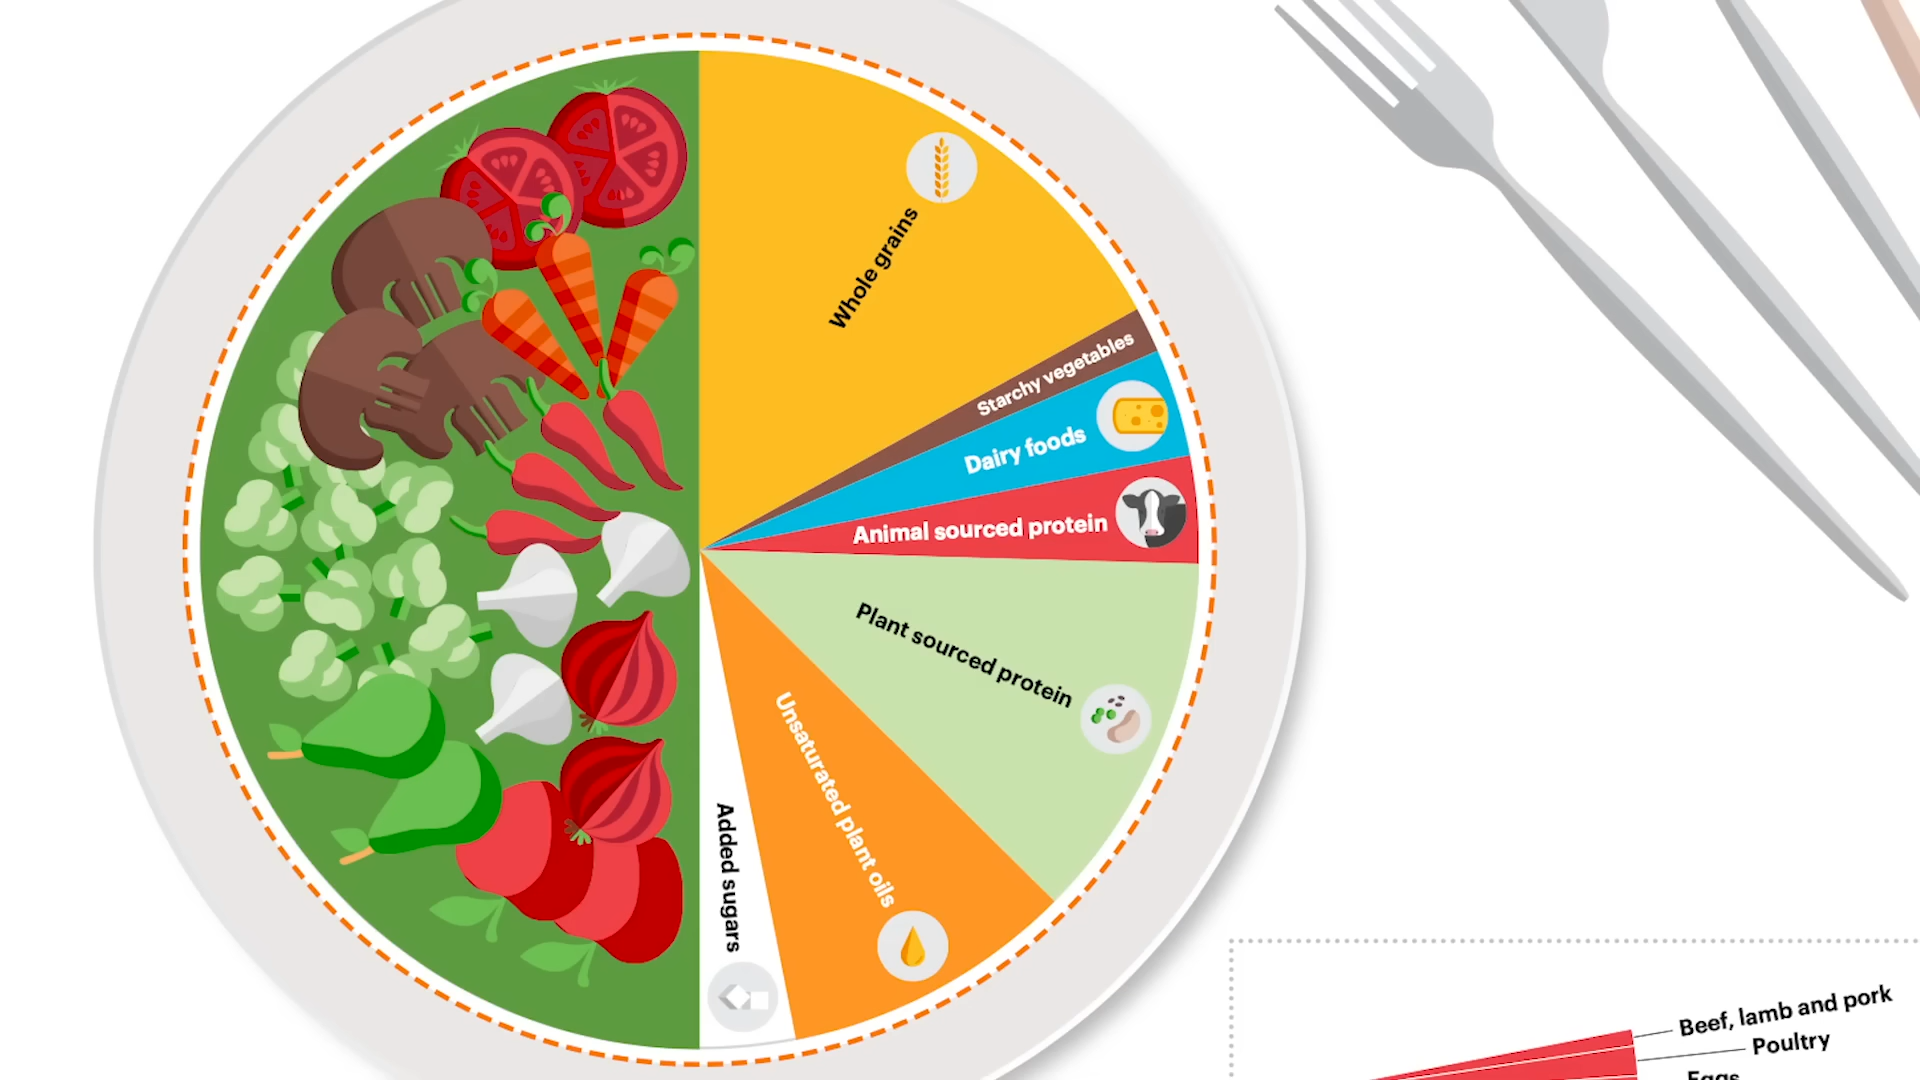 Whole grains
Starchy vegetables
Dairy foods
Animal sourced protein
Plant sourced protein
Unsaturated plant oils
Added sugars
Beef, lamb and pork
Poultry
Eggs